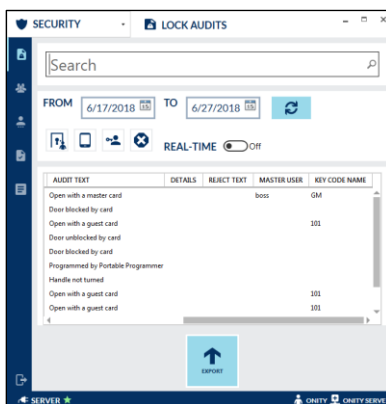 SECURITY
LOCK AUDITS
Search
FROM 6/17/2018 TO 6/27/2018
REAL-TIME Off
AUDIT TEXT DETAILS REJECT TEXT MASTER USER KEY CODE NAME
Open with a master card boss GM
Door blocked by card
Open with a guest card 101
Door unblocked by card
Door blocked by card
Programmed by Portable Programmer
Handle not turned
Open with a guest card 101
Open with a guest card 101
EXPORT
SERVER ONITY ONITY SERVE